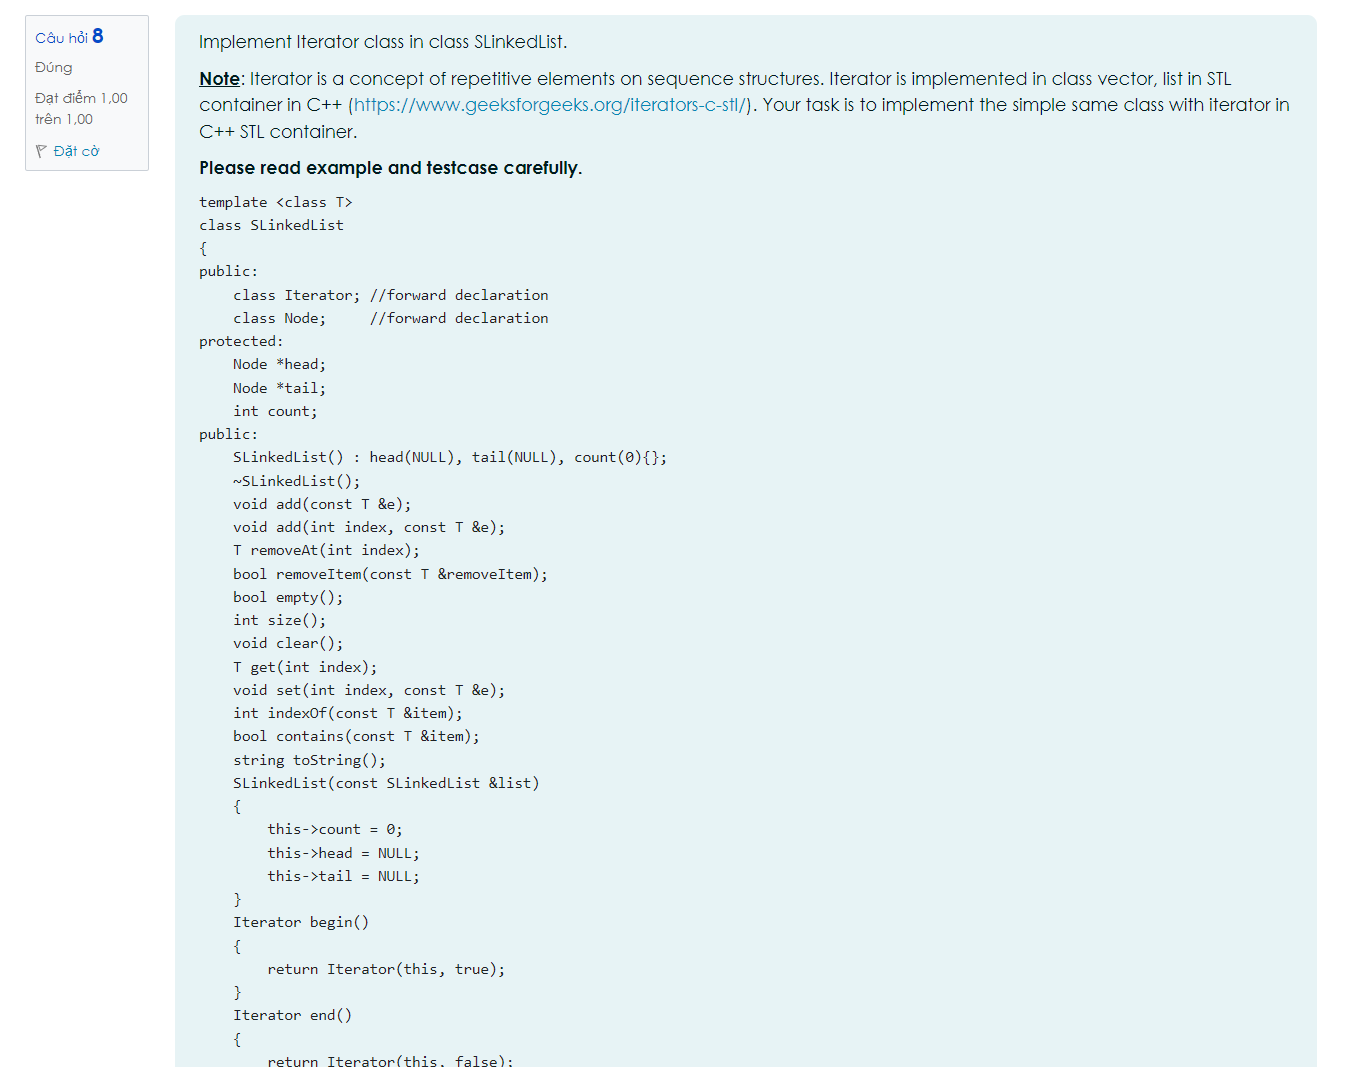 Câu hỏi 8
Đúng
Đạt điểm 1,00
trên 1,00
Đặt cờ
Implement Iterator class in class SLinkedList.
Note: Iterator is a concept of repetitive elements on sequence structures. Iterator is implemented in class vector, list in STL
container in C++ (https://www.geeksforgeeks.org/iterators-c-stl/). Your task is to implement the simple same class with iterator in
C++ STL container.
Please read example and testcase carefully.
template <class T>
class SLinkedList
{
public:
    class Iterator; //forward declaration
    class Node;     //forward declaration
protected:
    Node *head;
    Node *tail;
    int count;
public:
    SLinkedList() : head(NULL), tail(NULL), count(0){};
    ~SLinkedList();
    void add(const T &e);
    void add(int index, const T &e);
    T removeAt(int index);
    bool removeItem(const T &removeItem);
    bool empty();
    int size();
    void clear();
    T get(int index);
    void set(int index, const T &e);
    int indexOf(const T &item);
    bool contains(const T &item);
    string toString();
    SLinkedList(const SLinkedList &list)
    {
        this->count = 0;
        this->head = NULL;
        this->tail = NULL;
    }
    Iterator begin()
    {
        return Iterator(this, true);
    }
    Iterator end()
    {
        return Iterator(this, false);